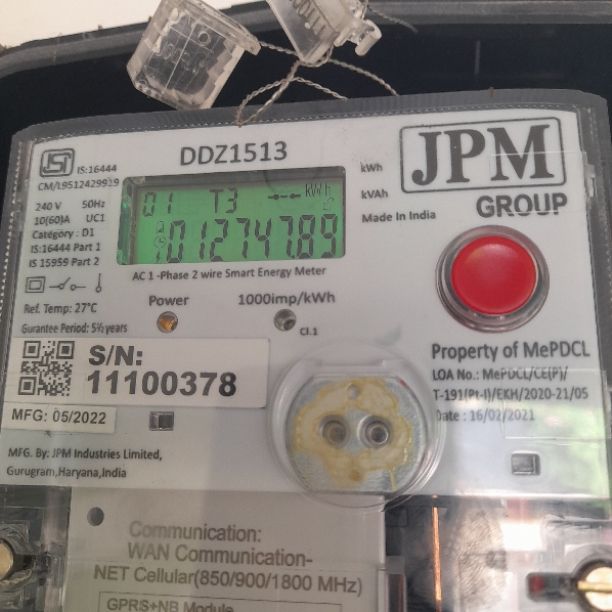 DDZ1513
IS:16444
CM/L9512429919
240 V 50Hz
10(60)A UC1
Category : D1
IS:16444 Part 1
IS 15959 Part 2
01 T3 kWh
012747.89
kWh
kVAh
Made In India
JPM
GROUP
AC 1 -Phase 2 wire Smart Energy Meter
Ref. Temp: 27°C
Gurantee Period: 5½ years
Power
1000imp/kWh
Cl.1
S/N:
11100378
MFG: 05/2022
Property of MePDCL
LOA No.: MePDCL/CE(P)/
T-191(Pt-I)/EKH/2020-21/05
Date : 16/02/2021
MFG. By: JPM Industries Limited,
Gurugram,Haryana,India
Communication:
WAN Communication-
NET Cellular(850/900/1800 MHz)
GPRS+NB Module